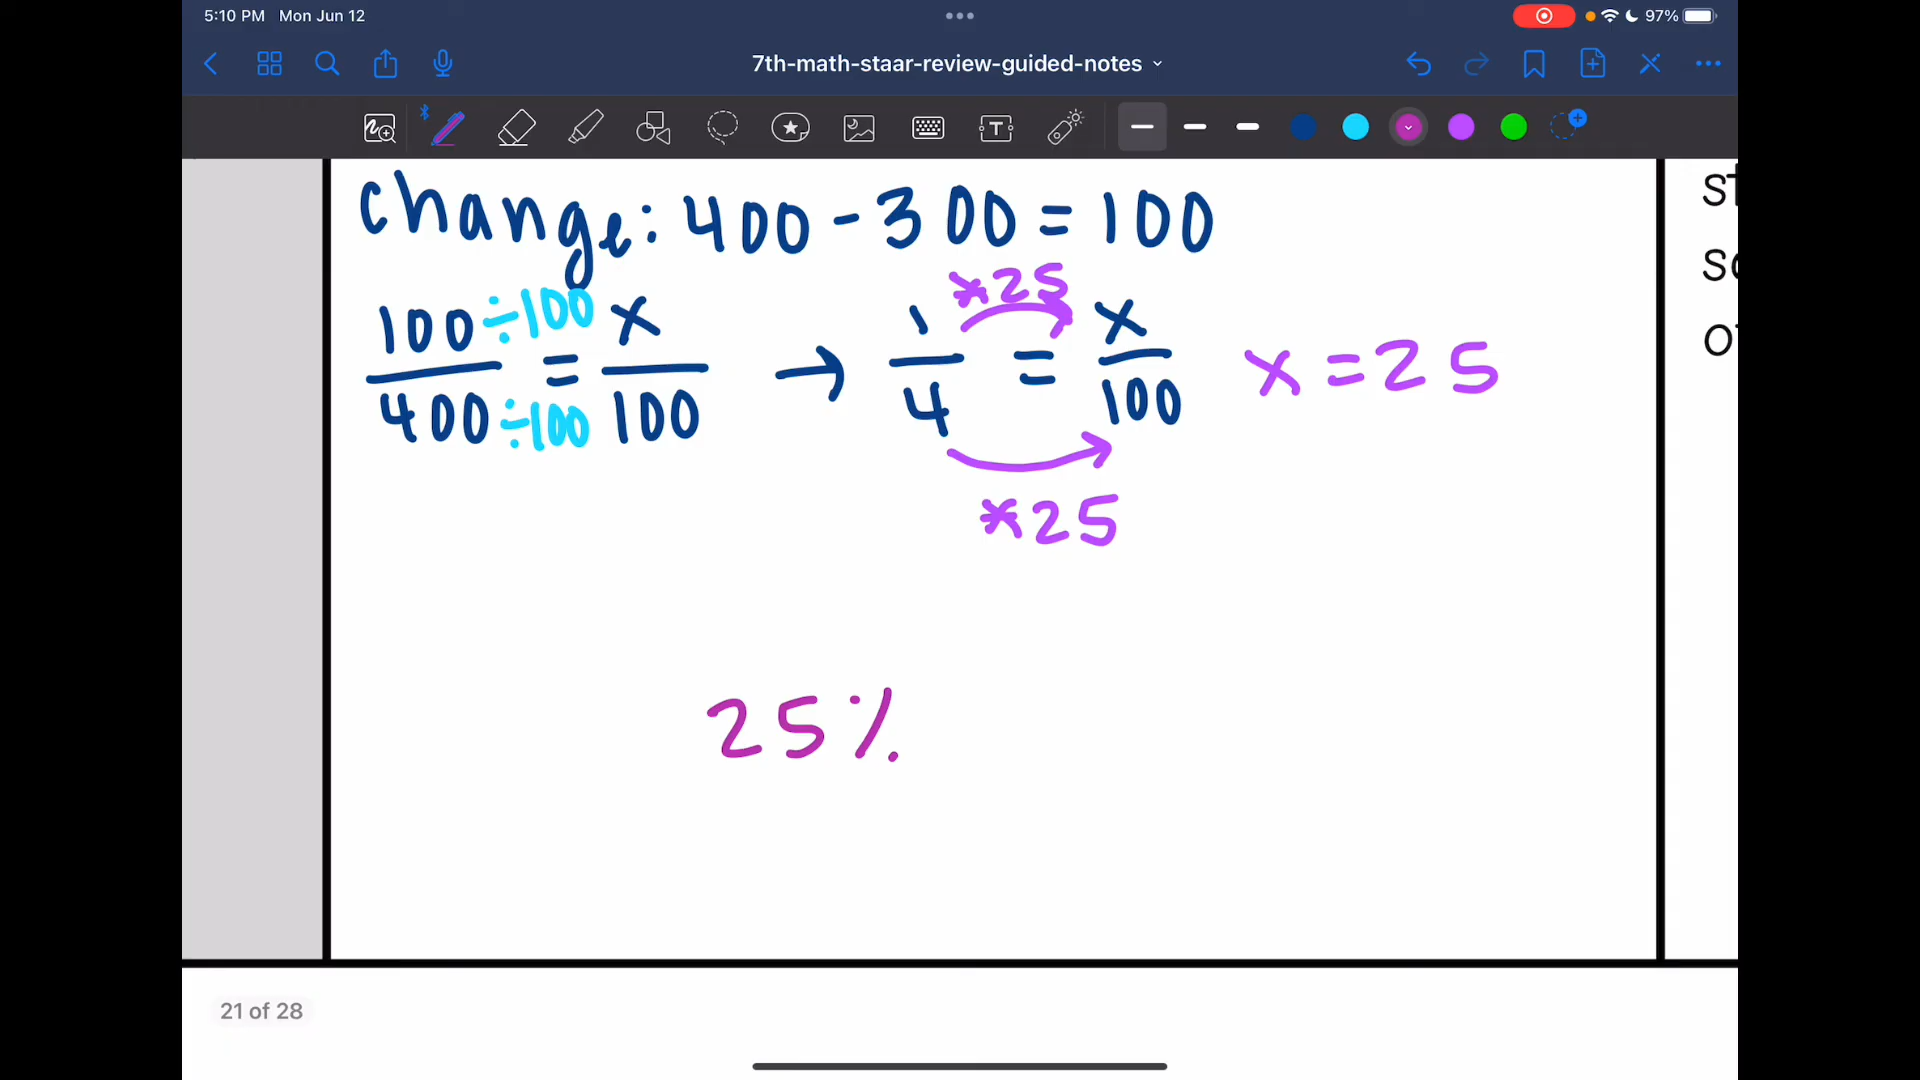 5:10 PM Mon Jun 12
97%
7th-math-staar-review-guided-notes
T
change: 400 - 300 = 100
100 ÷100 x *25 1 x
= → =
400 ÷100 100 4 100
x = 25
*25
25%
21 of 28